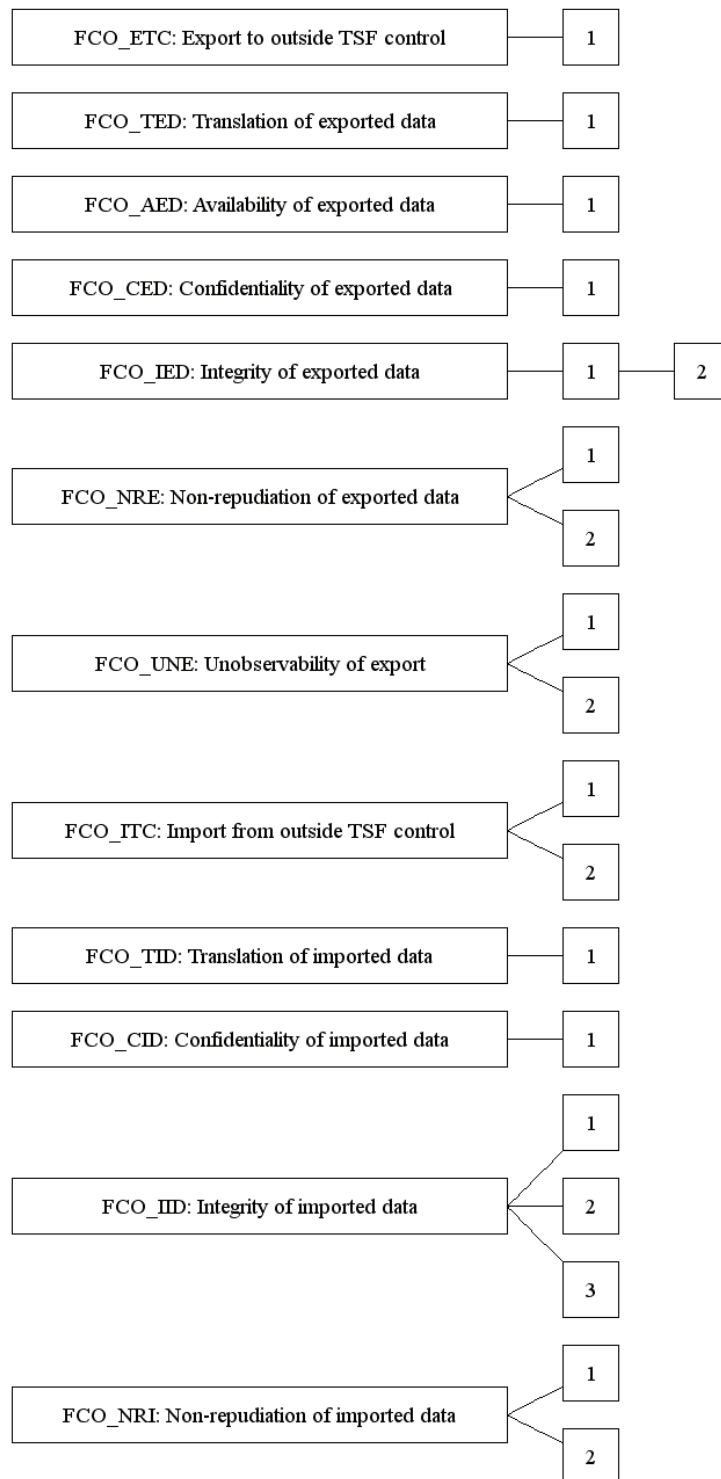 FCO_ETC: Export to outside TSF control 1
FCO_TED: Translation of exported data 1
FCO_AED: Availability of exported data 1
FCO_CED: Confidentiality of exported data 1
FCO_IED: Integrity of exported data 1 2
1
FCO_NRE: Non-repudiation of exported data
2
1
FCO_UNE: Unobservability of export
2
1
FCO_ITC: Import from outside TSF control
2
FCO_TID: Translation of imported data 1
FCO_CID: Confidentiality of imported data 1
1
FCO_IID: Integrity of imported data 2
3
1
FCO_NRI: Non-repudiation of imported data
2